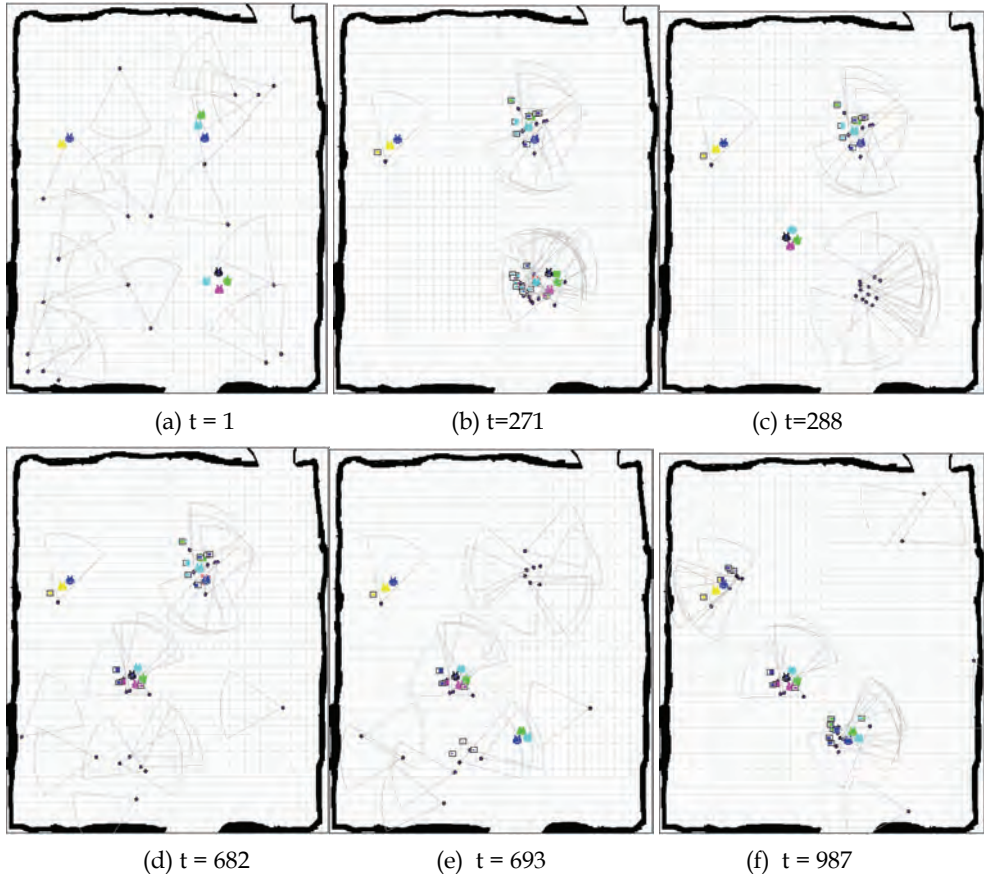 (a) t = 1
(b) t=271
(c) t=288
(d) t = 682
(e) t = 693
(f) t = 987